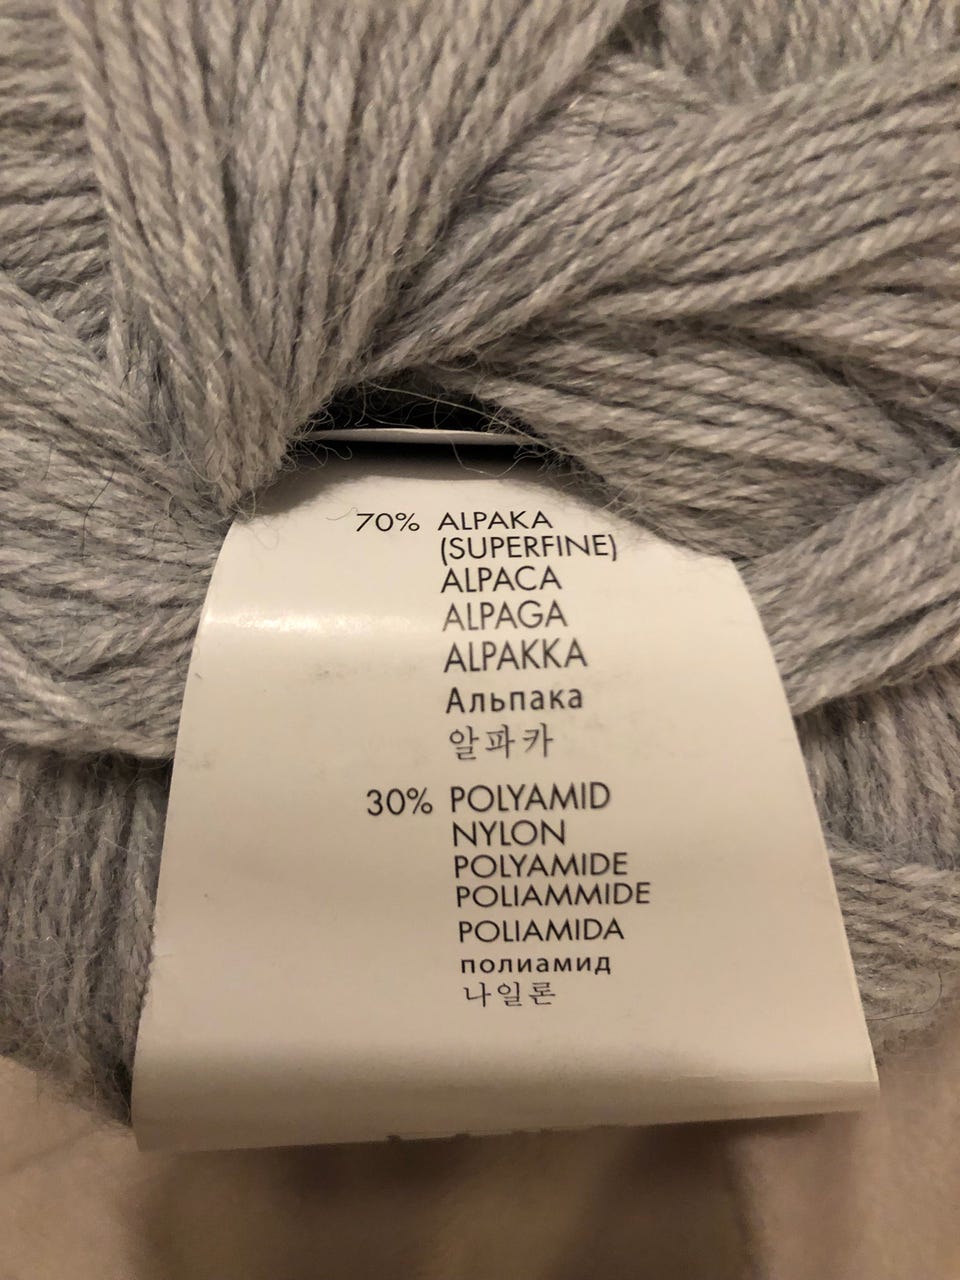 70% ALPAKA
(SUPERFINE)
ALPACA
ALPAGA
ALPAKKA
Альпака
알파카
30% POLYAMID
NYLON
POLYAMIDE
POLIAMMIDE
POLIAMIDA
полиамид
나일론